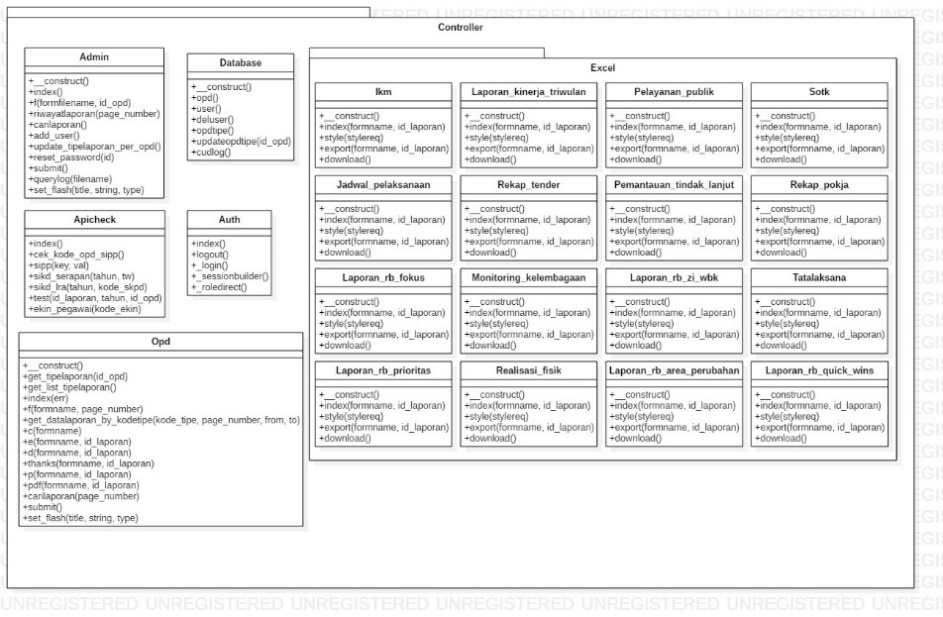 UNREGISTERED UNREGISTERED UNREGISTERED UNREGIS
Controller
Admin
+__construct()
+index()
+f(formfilename, id_opd)
+riwayatlaporan(page_number)
+carilaporan()
+add_user()
+update_tipelaporan_per_opd()
+reset_password(id)
+submit()
+querylog(filename)
+set_flash(title, string, type)
Database
+__construct()
+opd()
+user()
+deluser()
+opdtipe()
+updateopdtipe(id_opd)
+cudlog()
Apicheck
+index()
+cek_kode_opd_sipp()
+sipp(key, val)
+sikd_serapan(tahun, tw)
+sikd_lra(tahun, kode_skpd)
+test(id_laporan, tahun, id_opd)
+ekin_pegawai(kode_ekin)
Auth
+index()
+logout()
+_login()
+_sessionbuilder()
+_roledirect()
Opd
+__construct()
+get_tipelaporan(id_opd)
+get_list_tipelaporan()
+index(err)
+f(formname, page_number)
+get_datalaporan_by_kodetipe(kode_tipe, page_number, from, to)
+c(formname)
+e(formname, id_laporan)
+d(formname, id_laporan)
+thanks(formname, id_laporan)
+p(formname, id_laporan)
+pdf(formname, id_laporan)
+carilaporan(page_number)
+submit()
+set_flash(title, string, type)
Excel
Ikm
+__construct()
+index(formname, id_laporan)
+style(stylereq)
+export(formname, id_laporan)
+download()
Laporan_kinerja_triwulan
+__construct()
+index(formname, id_laporan)
+style(stylereq)
+export(formname, id_laporan)
+download()
Pelayanan_publik
+__construct()
+index(formname, id_laporan)
+style(stylereq)
+export(formname, id_laporan)
+download()
Sotk
+__construct()
+index(formname, id_laporan)
+style(stylereq)
+export(formname, id_laporan)
+download()
Jadwal_pelaksanaan
+__construct()
+index(formname, id_laporan)
+style(stylereq)
+export(formname, id_laporan)
+download()
Rekap_tender
+__construct()
+index(formname, id_laporan)
+style(stylereq)
+export(formname, id_laporan)
+download()
Pemantauan_tindak_lanjut
+__construct()
+index(formname, id_laporan)
+style(stylereq)
+export(formname, id_laporan)
+download()
Rekap_pokja
+__construct()
+index(formname, id_laporan)
+style(stylereq)
+export(formname, id_laporan)
+download()
Laporan_rb_fokus
+__construct()
+index(formname, id_laporan)
+style(stylereq)
+export(formname, id_laporan)
+download()
Monitoring_kelembagaan
+__construct()
+index(formname, id_laporan)
+style(stylereq)
+export(formname, id_laporan)
+download()
Laporan_rb_zi_wbk
+__construct()
+index(formname, id_laporan)
+style(stylereq)
+export(formname, id_laporan)
+download()
Tatalaksana
+__construct()
+index(formname, id_laporan)
+style(stylereq)
+export(formname, id_laporan)
+download()
Laporan_rb_prioritas
+__construct()
+index(formname, id_laporan)
+style(stylereq)
+export(formname, id_laporan)
+download()
Realisasi_fisik
+__construct()
+index(formname, id_laporan)
+style(stylereq)
+export(formname, id_laporan)
+download()
Laporan_rb_area_perubahan
+__construct()
+index(formname, id_laporan)
+style(stylereq)
+export(formname, id_laporan)
+download()
Laporan_rb_quick_wins
+__construct()
+index(formname, id_laporan)
+style(stylereq)
+export(formname, id_laporan)
+download()
UNREGISTERED UNREGISTERED UNREGISTERED UNREGISTERED UNREGISTERED UNREGISTERED UNREGIS